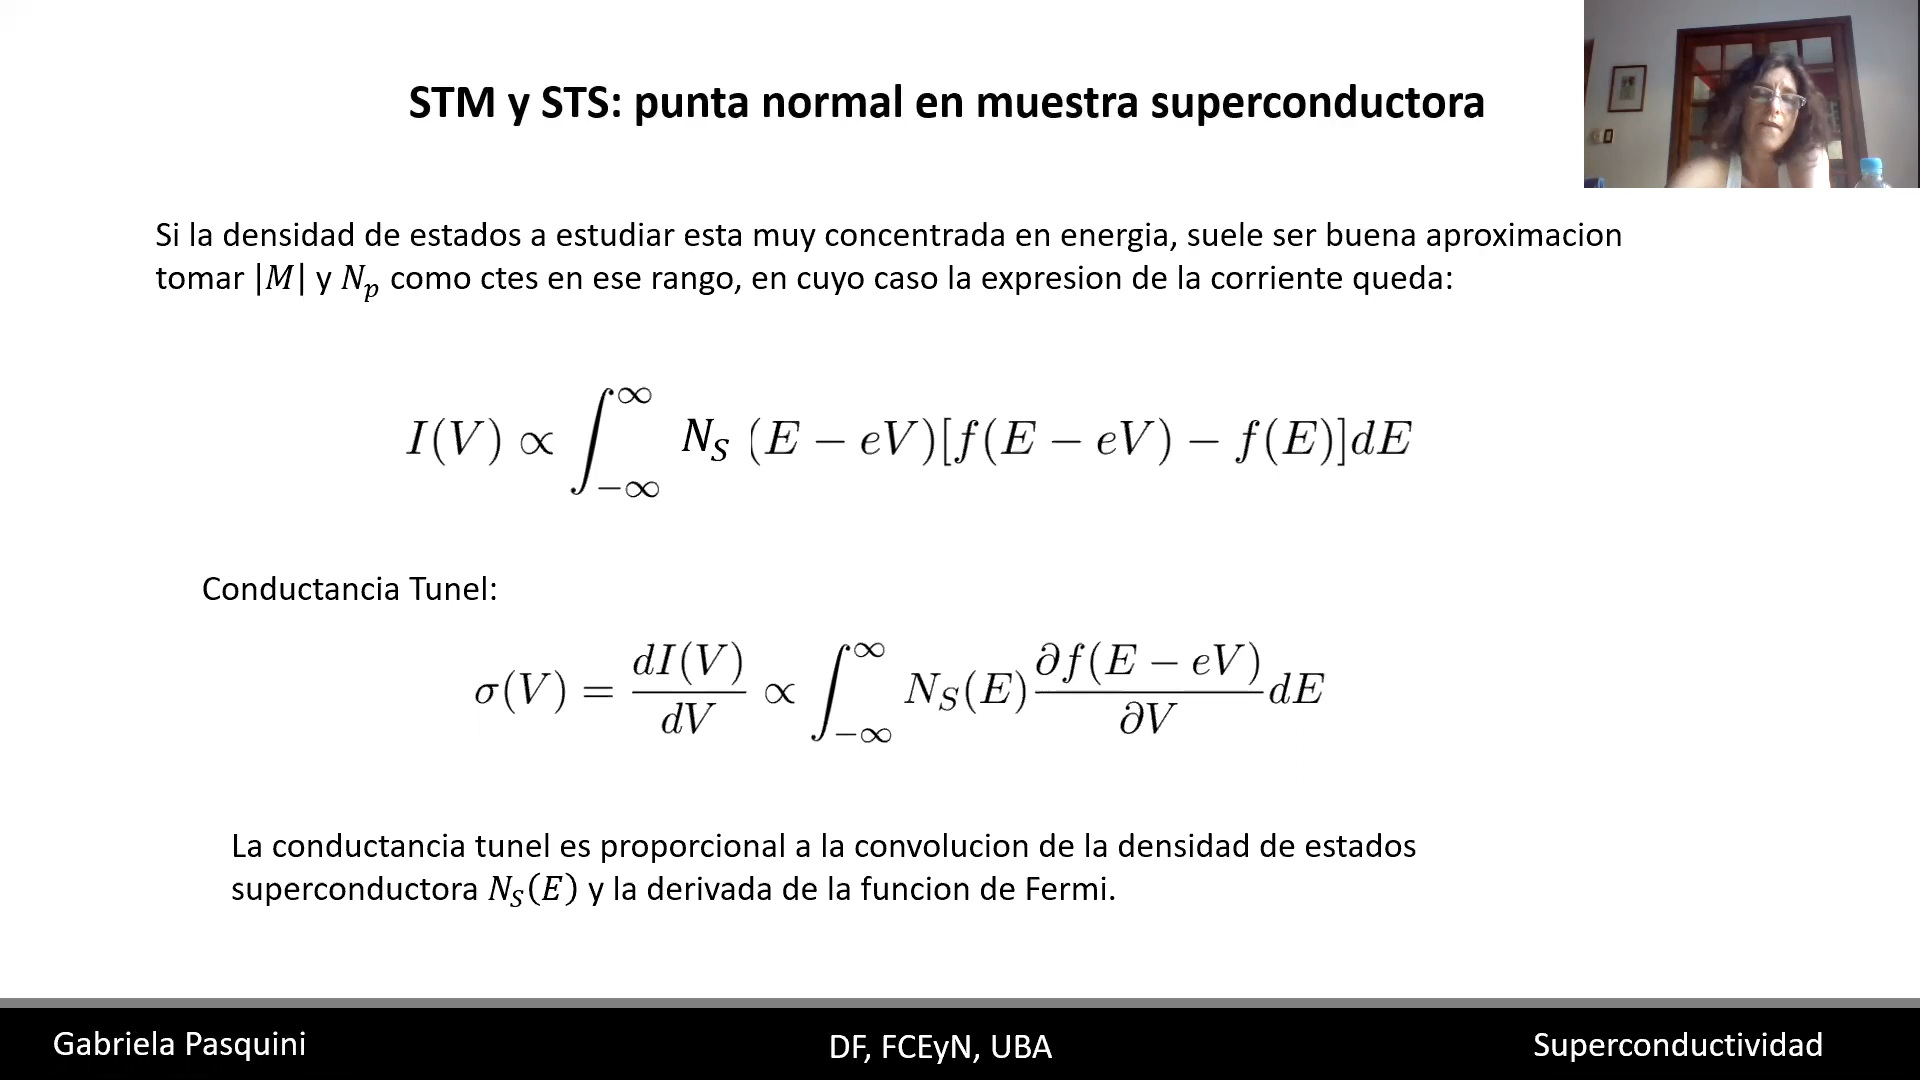 STM y STS: punta normal en muestra superconductora
Si la densidad de estados a estudiar esta muy concentrada en energia, suele ser buena aproximacion
tomar |M| y N_p como ctes en ese rango, en cuyo caso la expresion de la corriente queda:
I(V) ∝ ∫_{-∞}^{∞} N_S (E − eV)[f(E − eV) − f(E)]dE
Conductancia Tunel:
σ(V) = dI(V)/dV ∝ ∫_{-∞}^{∞} N_S(E) ∂f(E − eV)/∂V dE
La conductancia tunel es proporcional a la convolucion de la densidad de estados
superconductora N_S(E) y la derivada de la funcion de Fermi.
Gabriela Pasquini
DF, FCEyN, UBA
Superconductividad